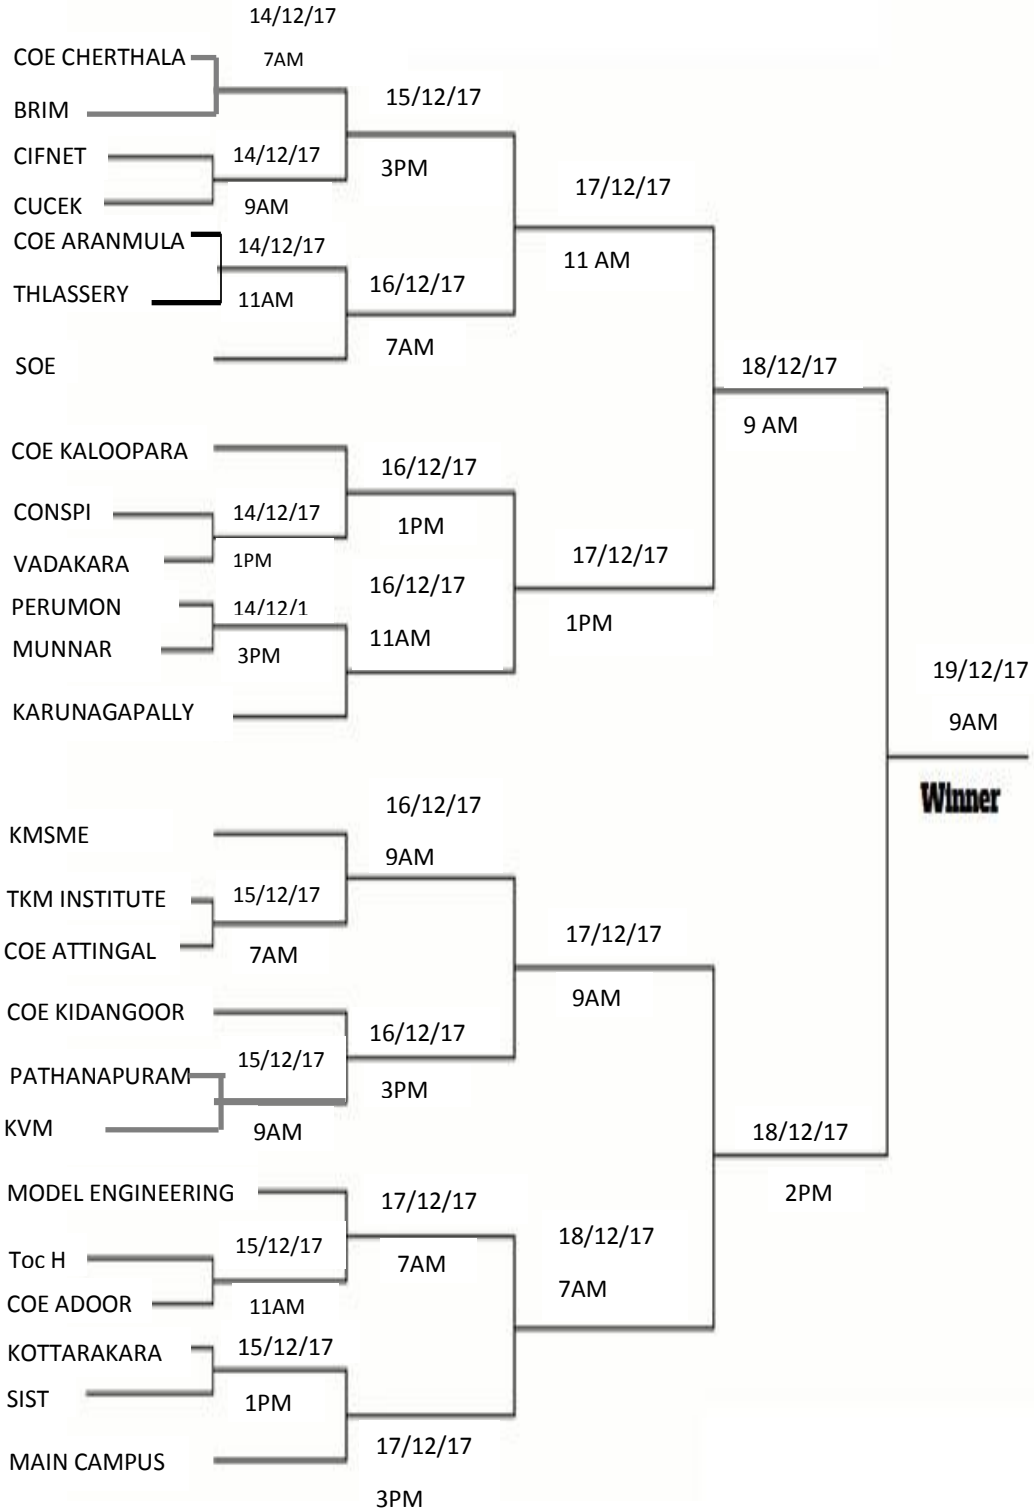 14/12/17
COE CHERTHALA
7AM
15/12/17
BRIM
CIFNET
14/12/17
3PM
17/12/17
CUCEK
9AM
COE ARANMULA
14/12/17
11 AM
16/12/17
THLASSERY
11AM
7AM
SOE
18/12/17
9 AM
COE KALOOPARA
16/12/17
CONSPI
14/12/17
1PM
VADAKARA
1PM
17/12/17
16/12/17
PERUMON
14/12/1
1PM
11AM
MUNNAR
3PM
19/12/17
KARUNAGAPALLY
9AM
Winner
16/12/17
KMSME
9AM
TKM INSTITUTE
15/12/17
17/12/17
COE ATTINGAL
7AM
9AM
COE KIDANGOOR
16/12/17
15/12/17
PATHANAPURAM
3PM
KVM
9AM
18/12/17
MODEL ENGINEERING
2PM
17/12/17
18/12/17
Toc H
15/12/17
7AM
7AM
COE ADOOR
11AM
KOTTARAKARA
15/12/17
SIST
1PM
17/12/17
MAIN CAMPUS
3PM